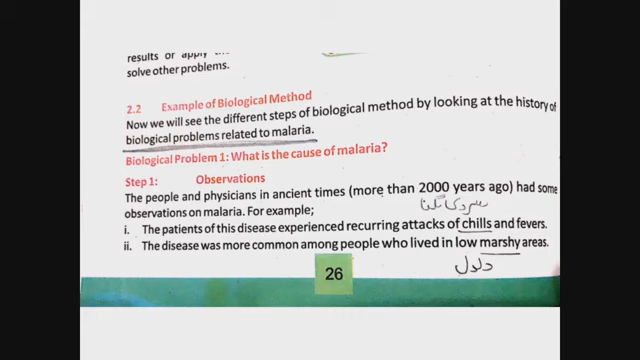 results or apply the
solve other problems.
2.2 Example of Biological Method
Now we will see the different steps of biological method by looking at the history of
biological problems related to malaria.
Biological Problem 1: What is the cause of malaria?
Step 1: Observations
The people and physicians in ancient times (more than 2000 years ago) had some
سردی لگنا
observations on malaria. For example;
i. The patients of this disease experienced recurring attacks of chills and fevers.
ii. The disease was more common among people who lived in low marshy areas.
دلدل
26